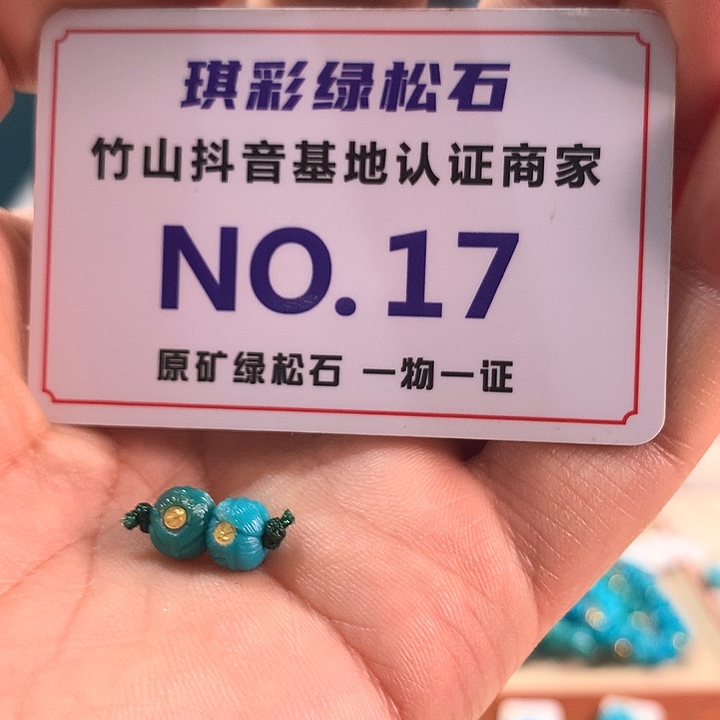 琪彩绿松石
竹山抖音基地认证商家
NO.17
原矿绿松石 一物一证